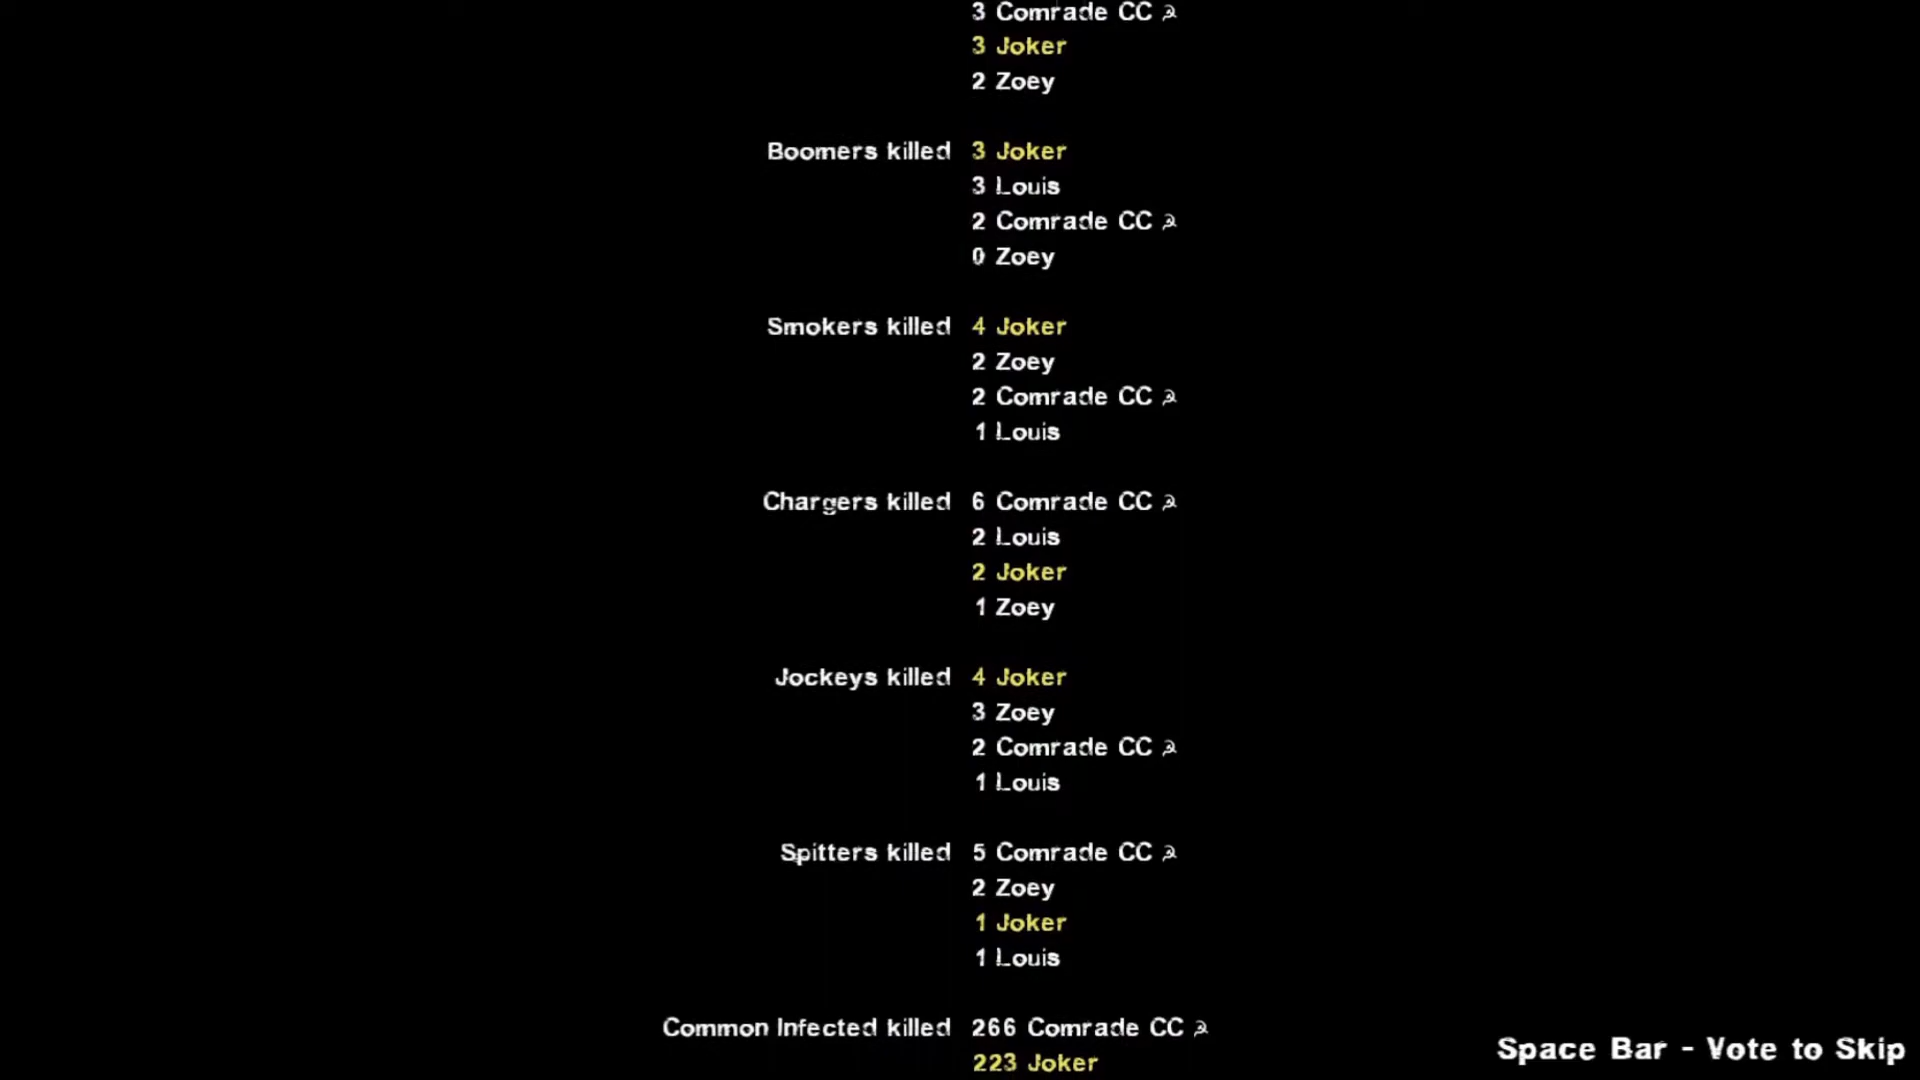 3 Comrade CC ☭
3 Joker
2 Zoey
Boomers killed 3 Joker
3 Louis
2 Comrade CC ☭
0 Zoey
Smokers killed 4 Joker
2 Zoey
2 Comrade CC ☭
1 Louis
Chargers killed 6 Comrade CC ☭
2 Louis
2 Joker
1 Zoey
Jockeys killed 4 Joker
3 Zoey
2 Comrade CC ☭
1 Louis
Spitters killed 5 Comrade CC ☭
2 Zoey
1 Joker
1 Louis
Common Infected killed 266 Comrade CC ☭
223 Joker
Space Bar - Vote to Skip